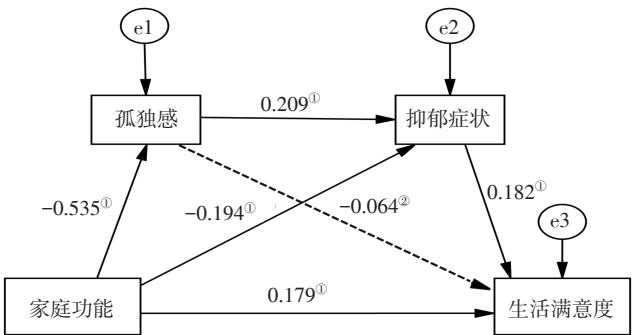 e1
e2
孤独感
0.209①
抑郁症状
-0.535①
-0.194①
-0.064②
0.182①
e3
家庭功能
0.179①
生活满意度